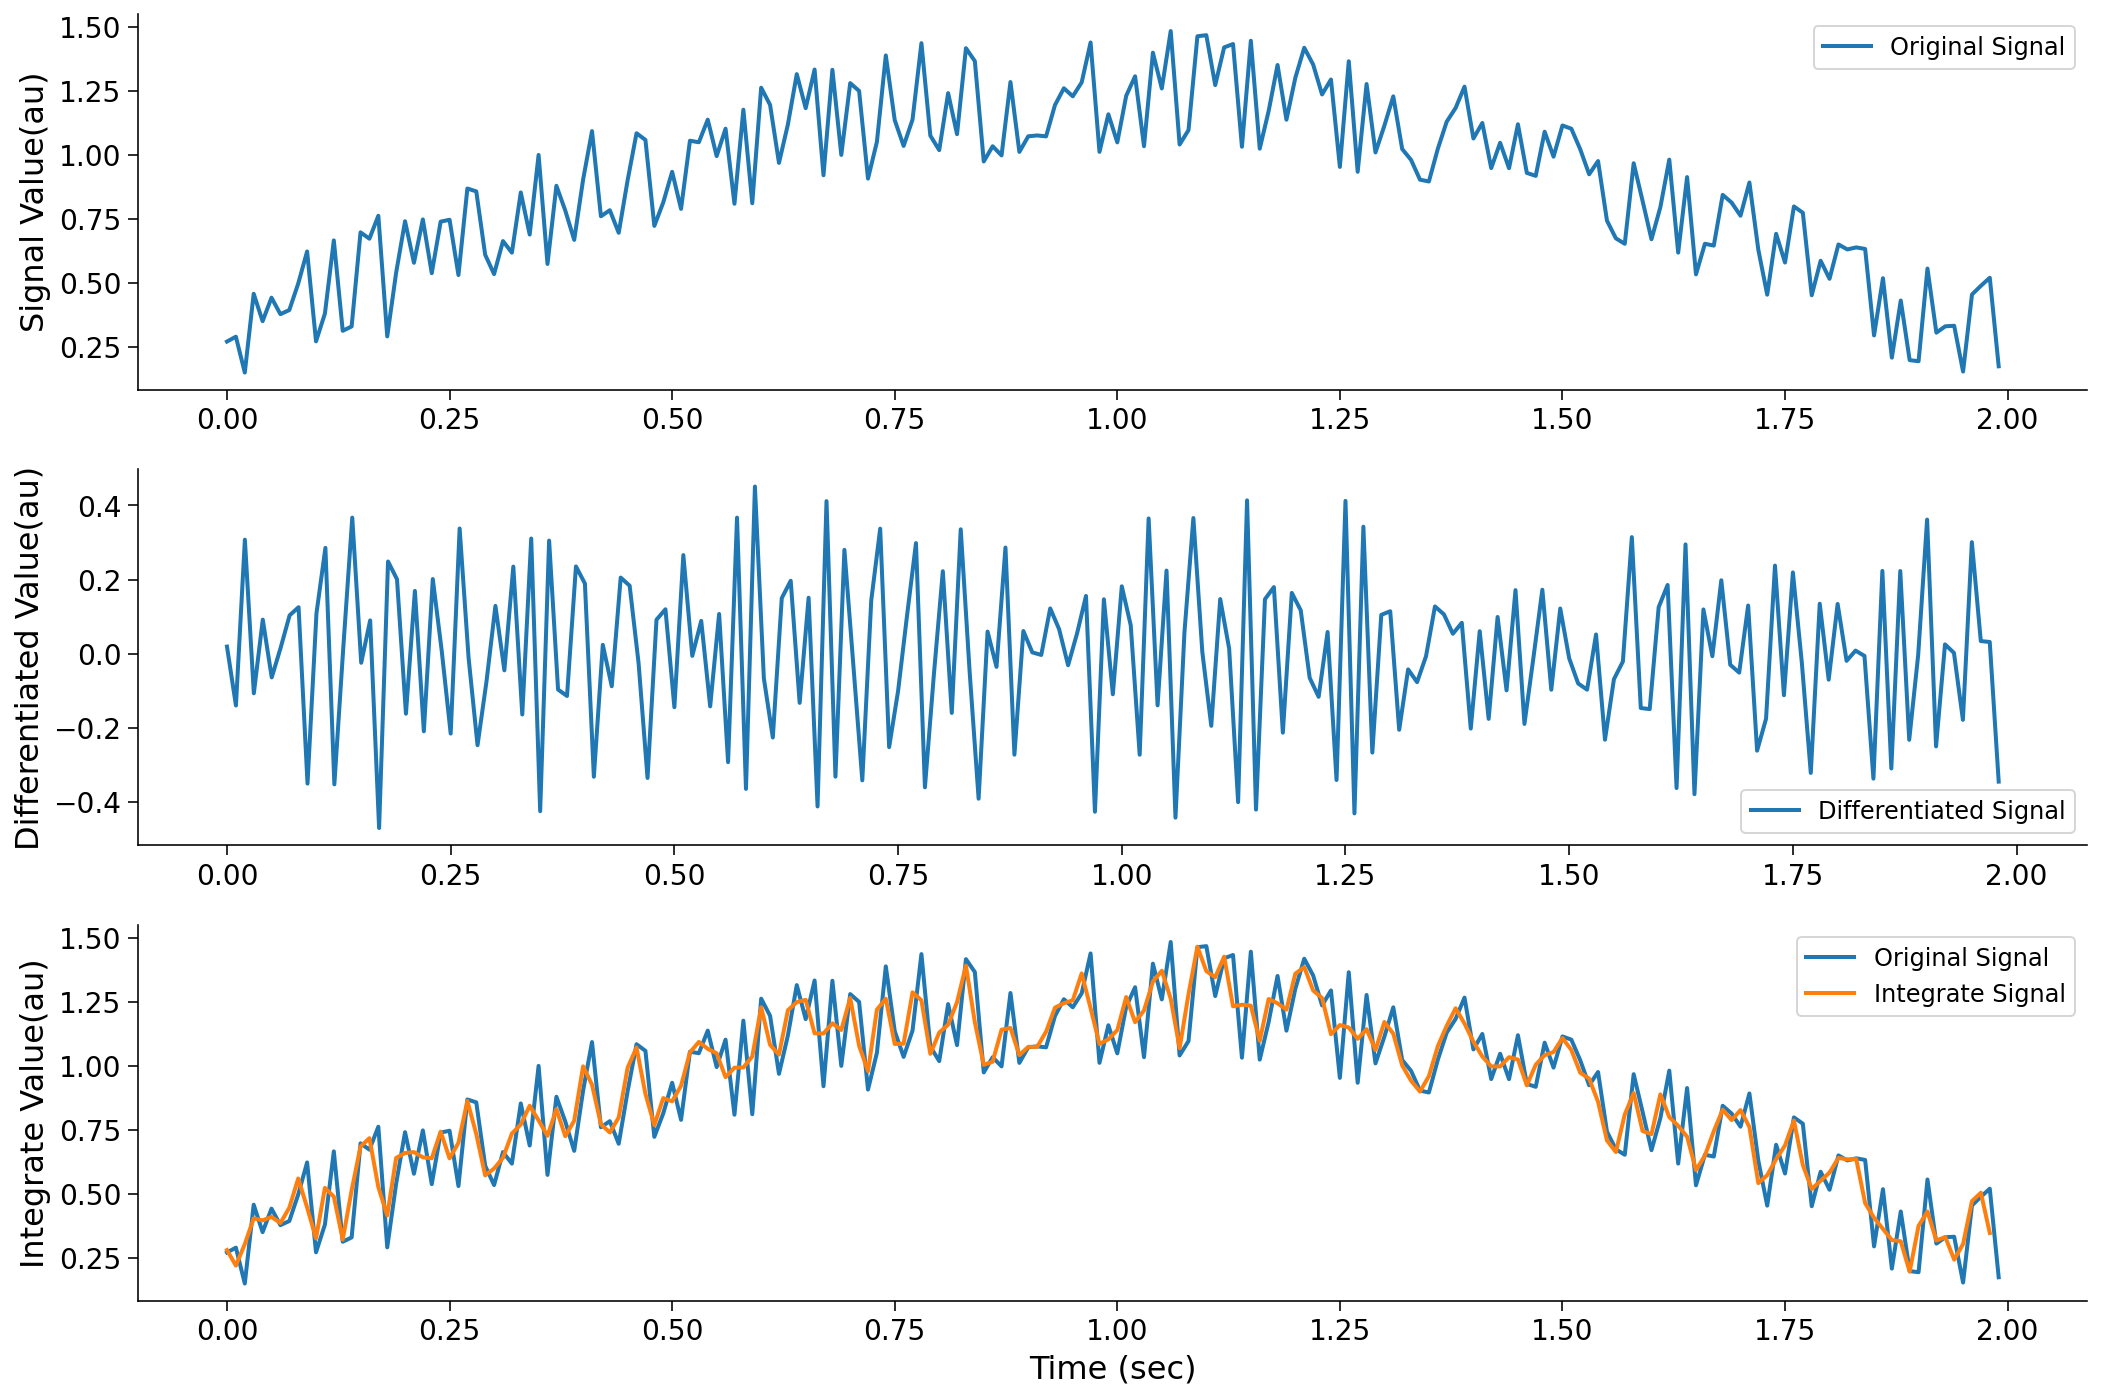 Signal Value(au)
1.50
1.25
1.00
0.75
0.50
0.25
Original Signal
0.00 0.25 0.50 0.75 1.00 1.25 1.50 1.75 2.00
Differentiated Value(au)
0.4
0.2
0.0
−0.2
−0.4
Differentiated Signal
0.00 0.25 0.50 0.75 1.00 1.25 1.50 1.75 2.00
Integrate Value(au)
1.50
1.25
1.00
0.75
0.50
0.25
Original Signal
Integrate Signal
0.00 0.25 0.50 0.75 1.00 1.25 1.50 1.75 2.00
Time (sec)